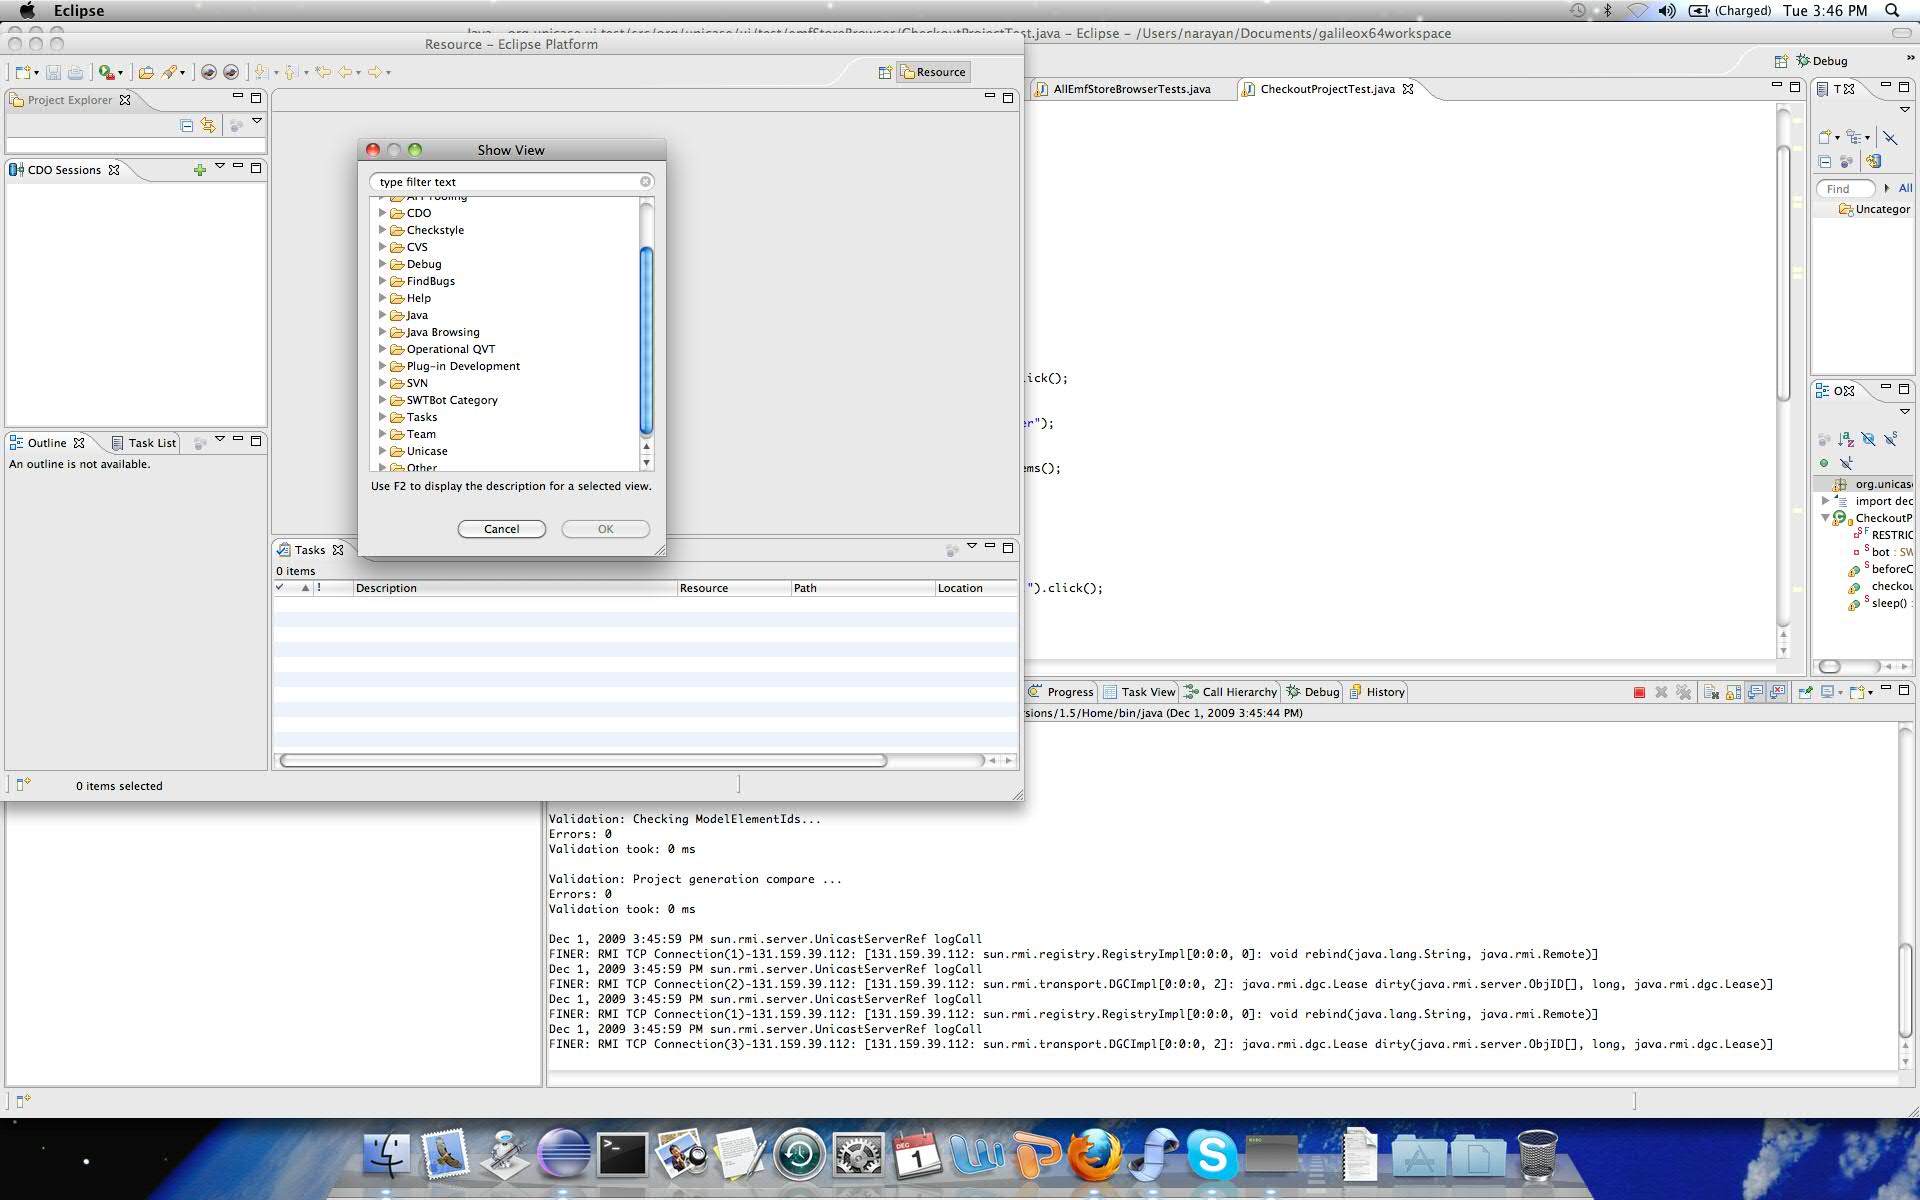 Eclipse
(Charged)
Tue 3:46 PM
Java - org.unicase.ui.test/src/org/unicase/ui/test/emfStoreBrowser/CheckoutProjectTest.java - Eclipse - /Users/narayan/Documents/galileox64workspace
Resource - Eclipse Platform
Resource
Debug
»
Project Explorer
AllEmfStoreBrowserTests.java
CheckoutProjectTest.java
T
CDO Sessions
Show View
type filter text
API Tooling
CDO
Checkstyle
CVS
Debug
FindBugs
Help
Java
Java Browsing
Operational QVT
Plug-in Development
SVN
SWTBot Category
Tasks
Team
Unicase
Other
Use F2 to display the description for a selected view.
Cancel
OK
Find
All
Uncategor
ick();
er");
ems();
").click();
O
org.unicas
import dec
CheckoutP
RESTRIC
bot : SW
beforeC
checkou
sleep() :
Outline
Task List
An outline is not available.
Tasks
0 items
!
Description
Resource
Path
Location
0 items selected
Progress
Task View
Call Hierarchy
Debug
History
sions/1.5/Home/bin/java (Dec 1, 2009 3:45:44 PM)
Validation: Checking ModelElementIds...
Errors: 0
Validation took: 0 ms
Validation: Project generation compare ...
Errors: 0
Validation took: 0 ms
Dec 1, 2009 3:45:59 PM sun.rmi.server.UnicastServerRef logCall
FINER: RMI TCP Connection(1)-131.159.39.112: [131.159.39.112: sun.rmi.registry.RegistryImpl[0:0:0, 0]: void rebind(java.lang.String, java.rmi.Remote)]
Dec 1, 2009 3:45:59 PM sun.rmi.server.UnicastServerRef logCall
FINER: RMI TCP Connection(2)-131.159.39.112: [131.159.39.112: sun.rmi.transport.DGCImpl[0:0:0, 2]: java.rmi.dgc.Lease dirty(java.rmi.server.ObjID[], long, java.rmi.dgc.Lease)]
Dec 1, 2009 3:45:59 PM sun.rmi.server.UnicastServerRef logCall
FINER: RMI TCP Connection(1)-131.159.39.112: [131.159.39.112: sun.rmi.registry.RegistryImpl[0:0:0, 0]: void rebind(java.lang.String, java.rmi.Remote)]
Dec 1, 2009 3:45:59 PM sun.rmi.server.UnicastServerRef logCall
FINER: RMI TCP Connection(3)-131.159.39.112: [131.159.39.112: sun.rmi.transport.DGCImpl[0:0:0, 2]: java.rmi.dgc.Lease dirty(java.rmi.server.ObjID[], long, java.rmi.dgc.Lease)]
DEC
1